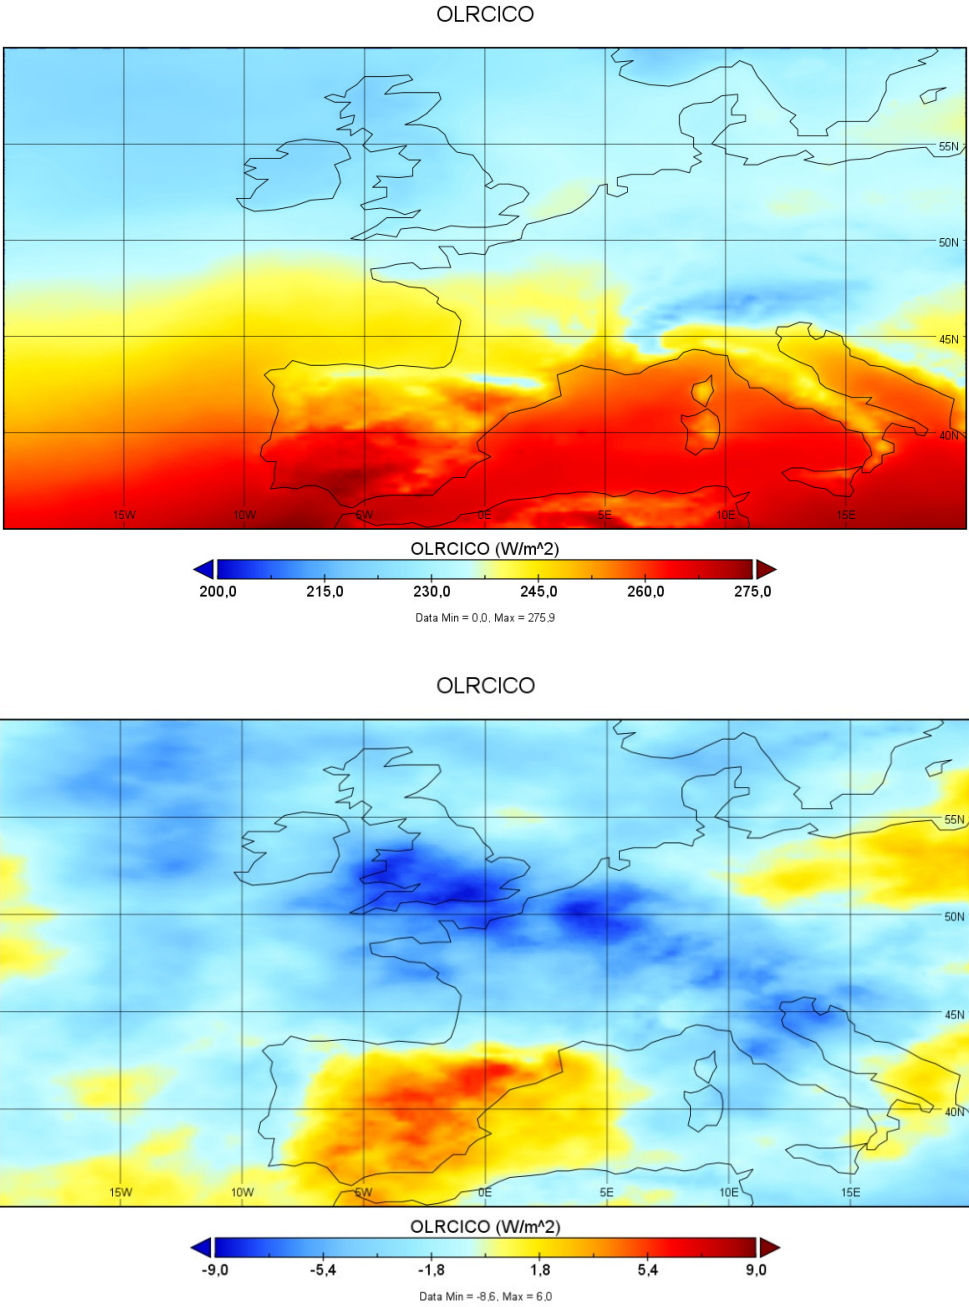 OLRCICO
55N
50N
45N
40N
15W 10W 5W 0E 5E 10E 15E
OLRCICO (W/m^2)
200,0 215,0 230,0 245,0 260,0 275,0
Data Min = 0,0, Max = 275,9
OLRCICO
55N
50N
45N
40N
15W 10W 5W 0E 5E 10E 15E
OLRCICO (W/m^2)
-9,0 -5,4 -1,8 1,8 5,4 9,0
Data Min = -8,6, Max = 6,0